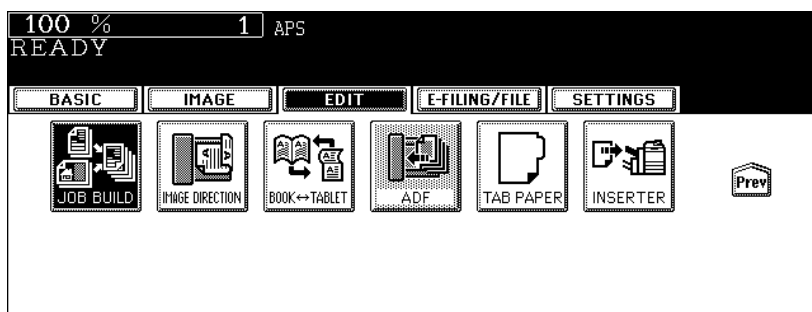 100 % 1 APS
READY
BASIC IMAGE EDIT E-FILING/FILE SETTINGS
JOB BUILD IMAGE DIRECTION BOOK↔TABLET ADF TAB PAPER INSERTER Prev